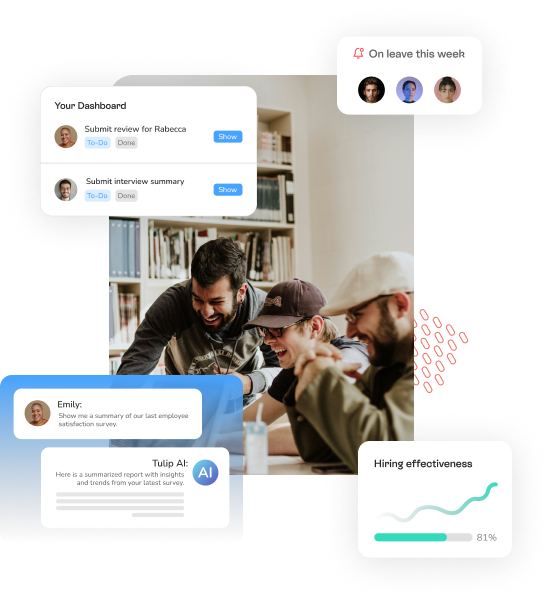 On leave this week
Your Dashboard
Submit review for Rabecca
To-Do Done
Show
Submit interview summary
To-Do Done
Show
Emily:
Show me a summary of our last employee
satisfaction survey.
Tulip AI:
Here is a summarized report with insights
and trends from your latest survey.
AI
Hiring effectiveness
81%